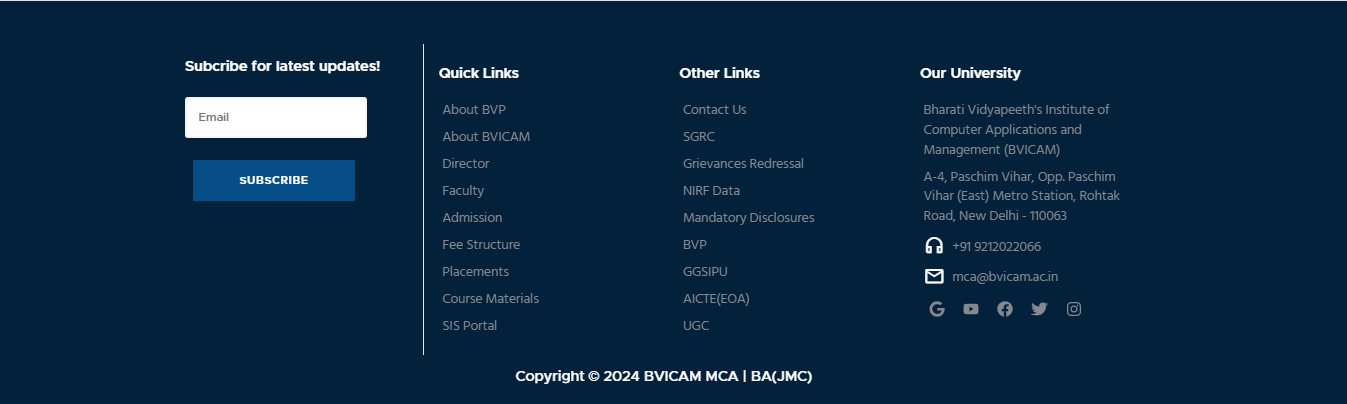 Subcribe for latest updates!
Email
SUBSCRIBE
Quick Links
About BVP
About BVICAM
Director
Faculty
Admission
Fee Structure
Placements
Course Materials
SIS Portal
Other Links
Contact Us
SGRC
Grievances Redressal
NIRF Data
Mandatory Disclosures
BVP
GGSIPU
AICTE(EOA)
UGC
Our University
Bharati Vidyapeeth's Institute of
Computer Applications and
Management (BVICAM)
A-4, Paschim Vihar, Opp. Paschim
Vihar (East) Metro Station, Rohtak
Road, New Delhi - 110063
+91 9212022066
mca@bvicam.ac.in
Copyright © 2024 BVICAM MCA | BA(JMC)